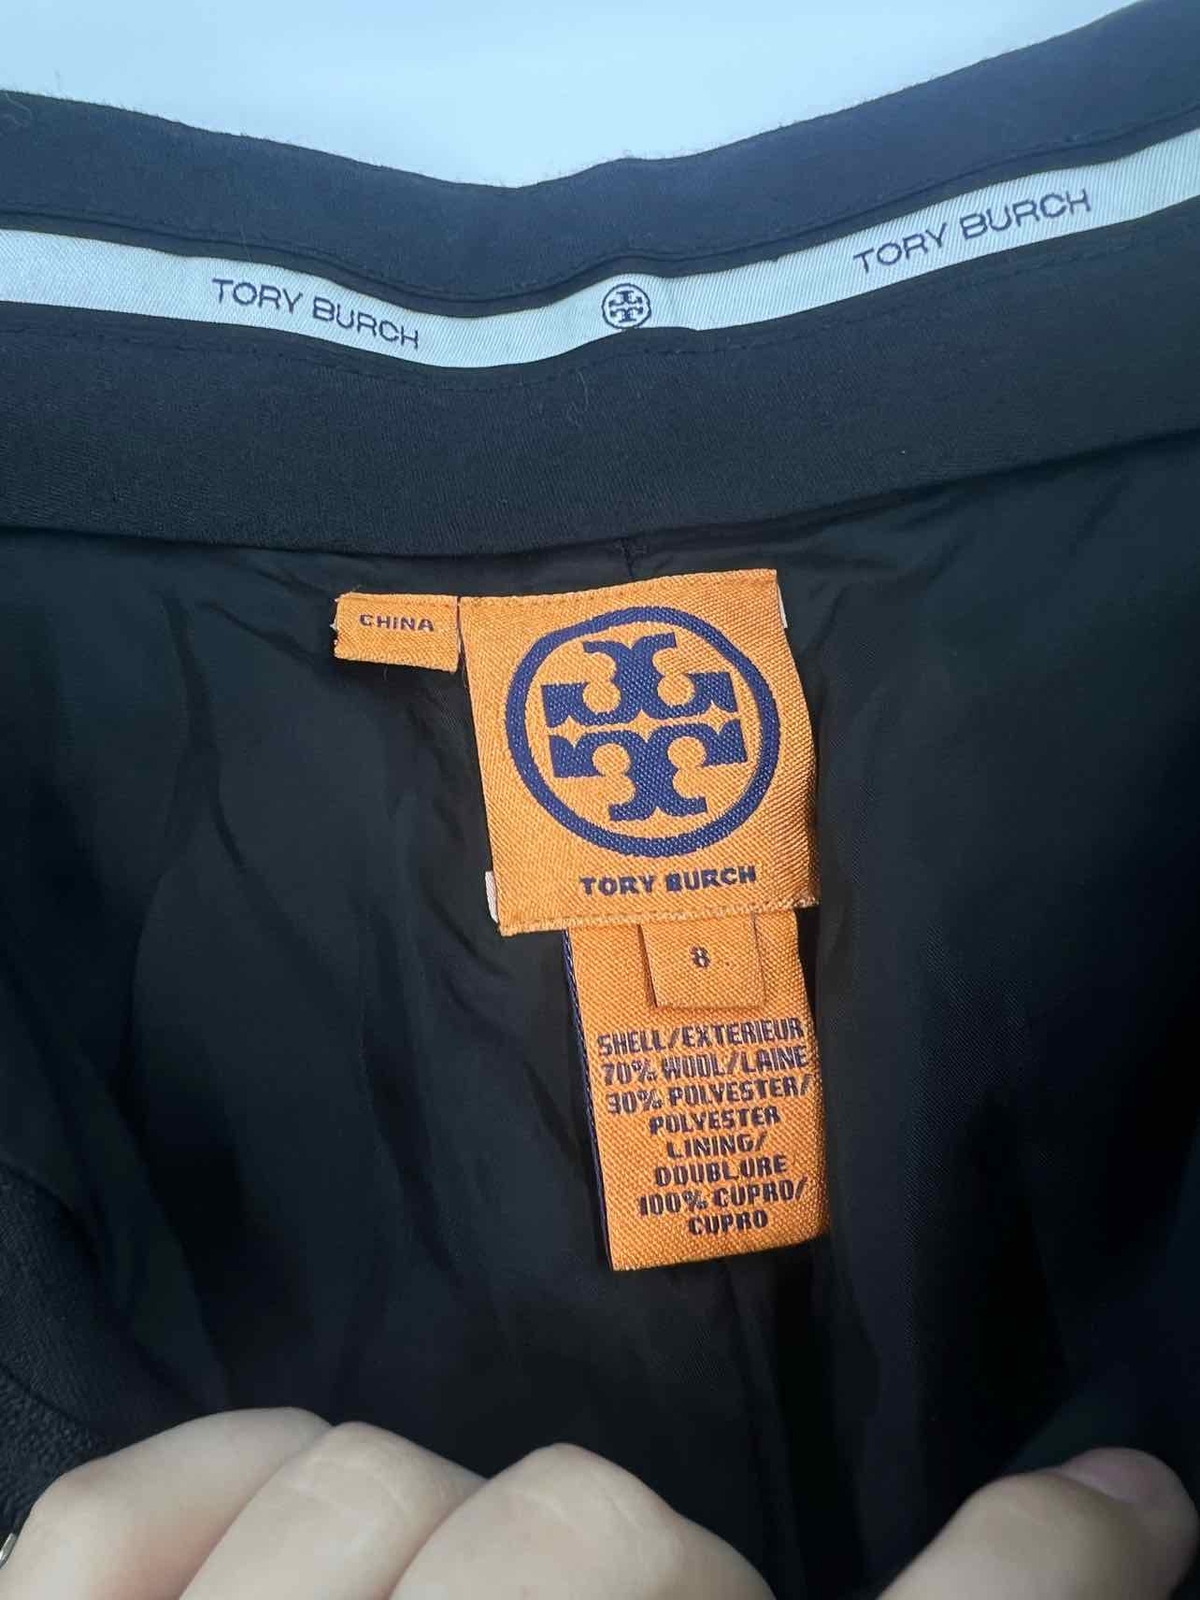 TORY BURCH
TORY BURCH
CHINA
TORY BURCH
8
SHELL/EXTERIEUR
70% WOOL/LAINE
30% POLYESTER/
POLYESTER
LINING/
DOUBLURE
100% CUPRO/
CUPRO